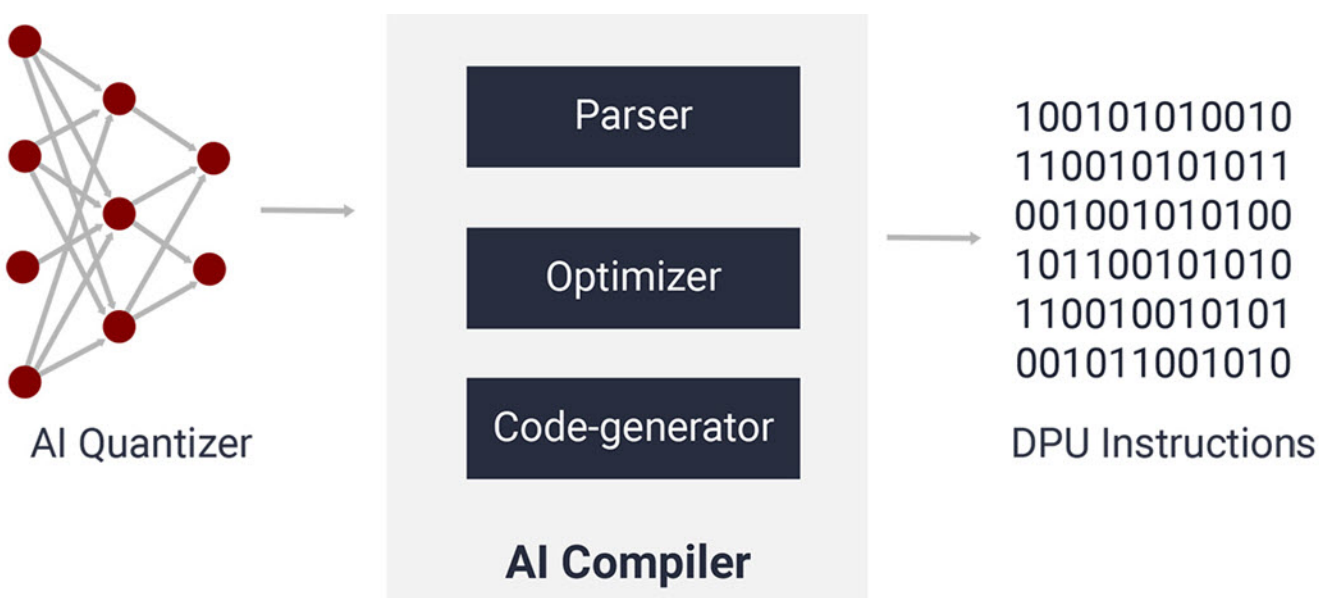 Parser
Optimizer
Code-generator
AI Compiler
AI Quantizer
100101010010
110010101011
001001010100
101100101010
110010010101
001011001010
DPU Instructions